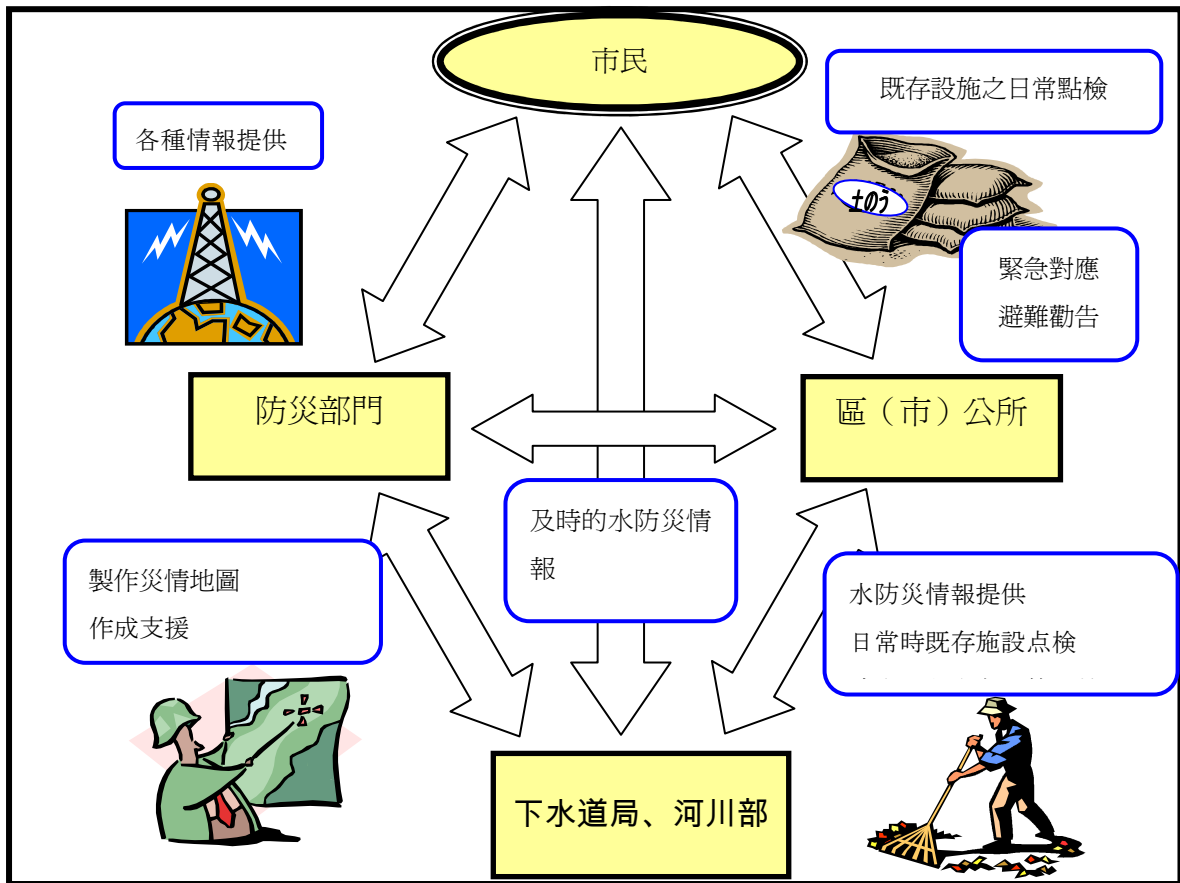 市民
既存設施之日常點檢
各種情報提供
土のう
緊急對應
避難勸告
防災部門
區（市）公所
及時的水防災情
報
製作災情地圖
作成支援
水防災情報提供
日常時既存施設点検
下水道局、河川部